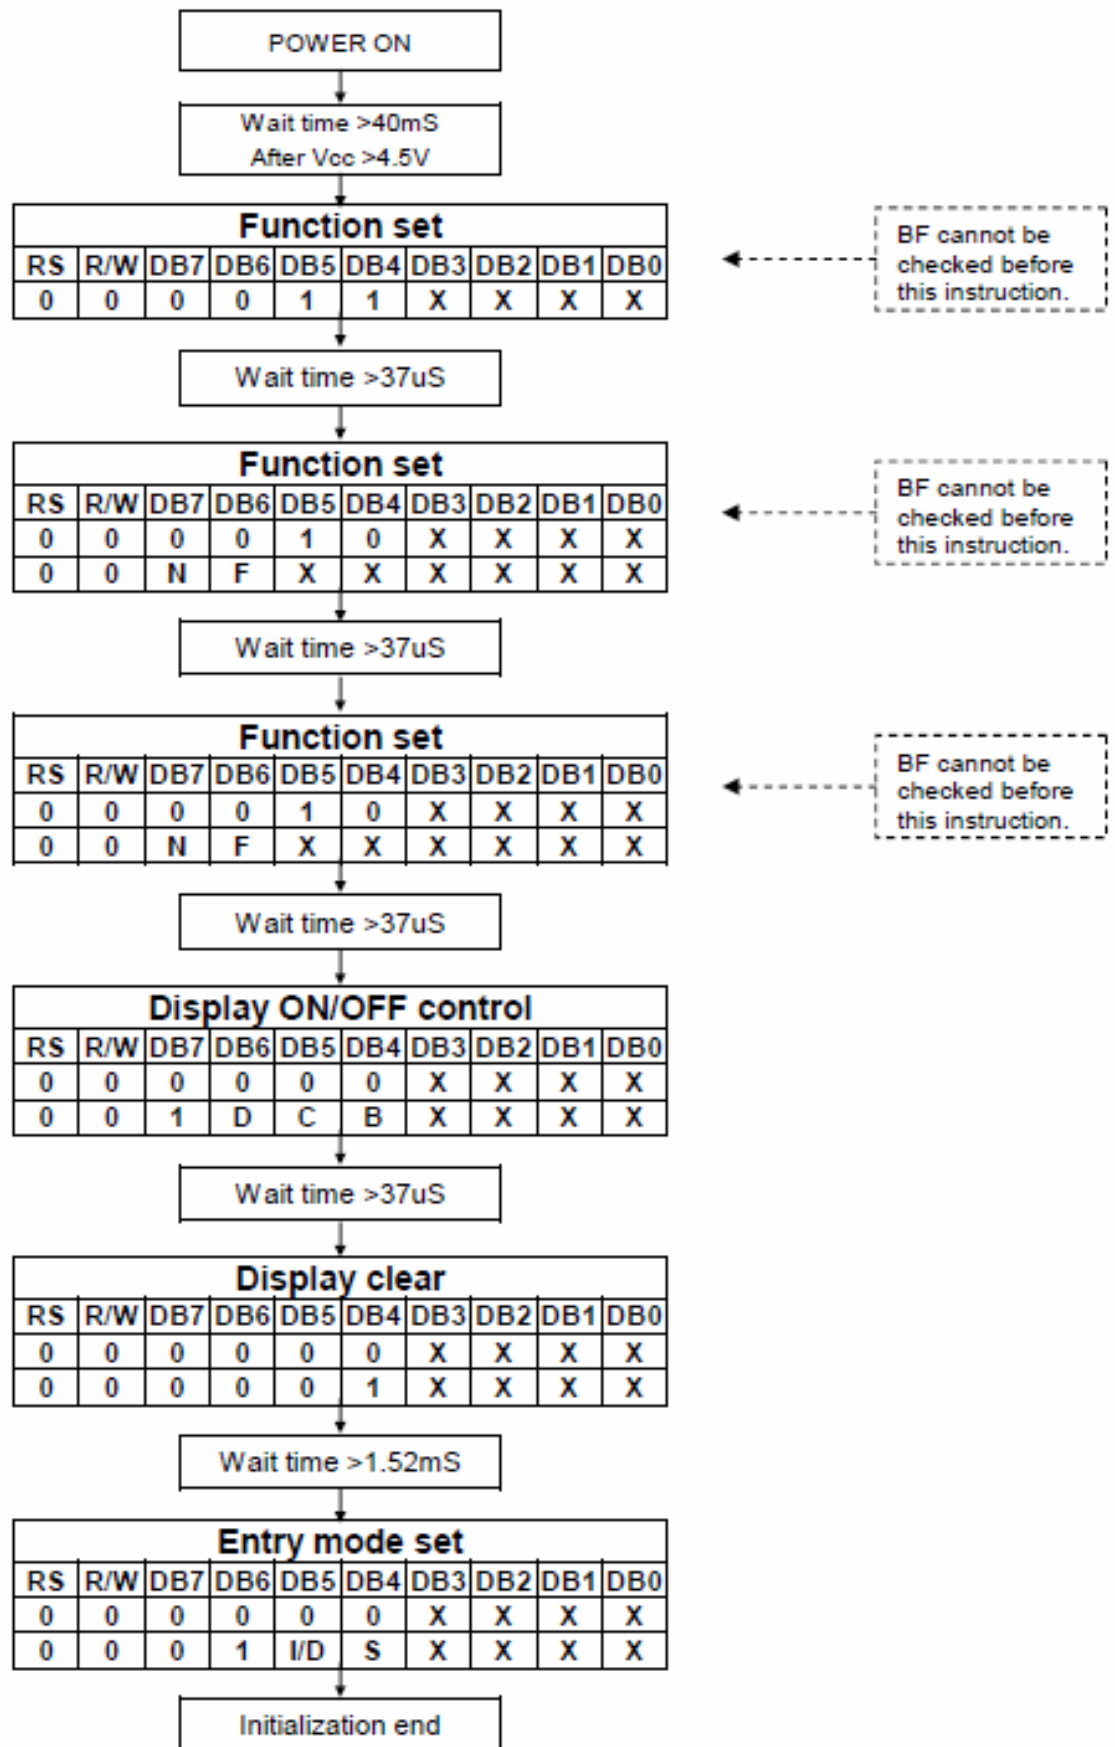 POWER ON
Wait time >40mS
After Vcc >4.5V
Function set
RS R/W DB7 DB6 DB5 DB4 DB3 DB2 DB1 DB0
0 0 0 0 1 1 X X X X
BF cannot be
checked before
this instruction.
Wait time >37uS
Function set
RS R/W DB7 DB6 DB5 DB4 DB3 DB2 DB1 DB0
0 0 0 0 1 0 X X X X
0 0 N F X X X X X X
BF cannot be
checked before
this instruction.
Wait time >37uS
Function set
RS R/W DB7 DB6 DB5 DB4 DB3 DB2 DB1 DB0
0 0 0 0 1 0 X X X X
0 0 N F X X X X X X
BF cannot be
checked before
this instruction.
Wait time >37uS
Display ON/OFF control
RS R/W DB7 DB6 DB5 DB4 DB3 DB2 DB1 DB0
0 0 0 0 0 0 X X X X
0 0 1 D C B X X X X
Wait time >37uS
Display clear
RS R/W DB7 DB6 DB5 DB4 DB3 DB2 DB1 DB0
0 0 0 0 0 0 X X X X
0 0 0 0 0 1 X X X X
Wait time >1.52mS
Entry mode set
RS R/W DB7 DB6 DB5 DB4 DB3 DB2 DB1 DB0
0 0 0 0 0 0 X X X X
0 0 0 1 I/D S X X X X
Initialization end